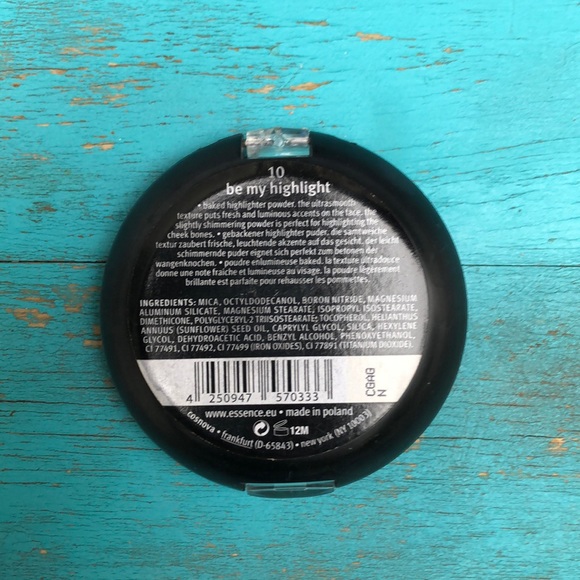 10
be my highlight
• baked highlighter powder. the ultrasmooth
texture puts fresh and luminous accents on the face. the
slightly shimmering powder is perfect for highlighting the
cheek bones. • gebackener highlighter puder. die samtweiche
textur zaubert frische, leuchtende akzente auf das gesicht. der leicht
schimmernde puder eignet sich perfekt zum betonen der
wangenknochen. • poudre enlumineuse baked. la texture ultradouce
donne une note fraîche et lumineuse au visage. la poudre légèrement
brillante est parfaite pour rehausser les pommettes.
INGREDIENTS: MICA, OCTYLDODECANOL, BORON NITRIDE, MAGNESIUM
ALUMINUM SILICATE, MAGNESIUM STEARATE, ISOPROPYL ISOSTEARATE,
DIMETHICONE, POLYGLYCERYL-2 TRIISOSTEARATE; TOCOPHEROL, HELIANTHUS
ANNUUS (SUNFLOWER) SEED OIL, CAPRYLYL GLYCOL, SILICA, HEXYLENE
GLYCOL, DEHYDROACETIC ACID, BENZYL ALCOHOL, PHENOXYETHANOL,
CI 77491, CI 77492, CI 77499 (IRON OXIDES), CI 77891 (TITANIUM DIOXIDE).
4 250947 570333
CGAG
N
www.essence.eu • made in poland
12M
cosnova • frankfurt (D-65843) • new york (NY 10003)